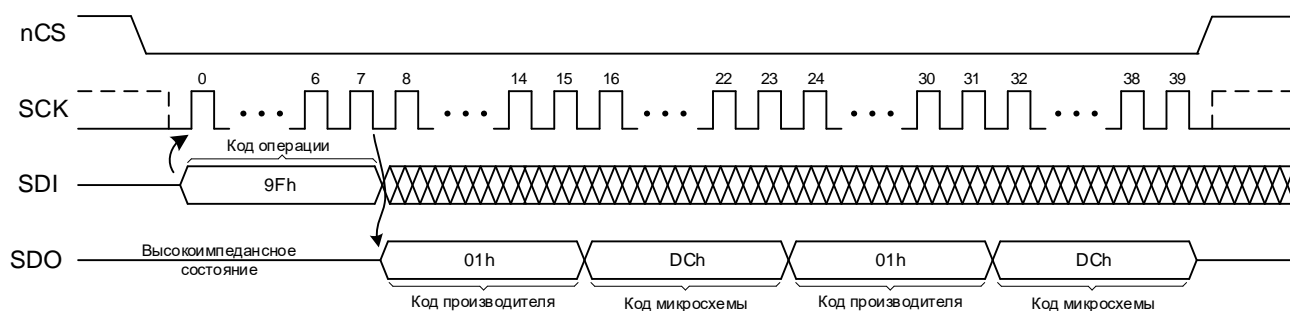 nCS
0 6 7 8 14 15 16 22 23 24 30 31 32 38 39
SCK
Код операции
SDI
9Fh
Высокоимпедансное
состояние
SDO
01h DCh 01h DCh
Код производителя Код микросхемы Код производителя Код микросхемы